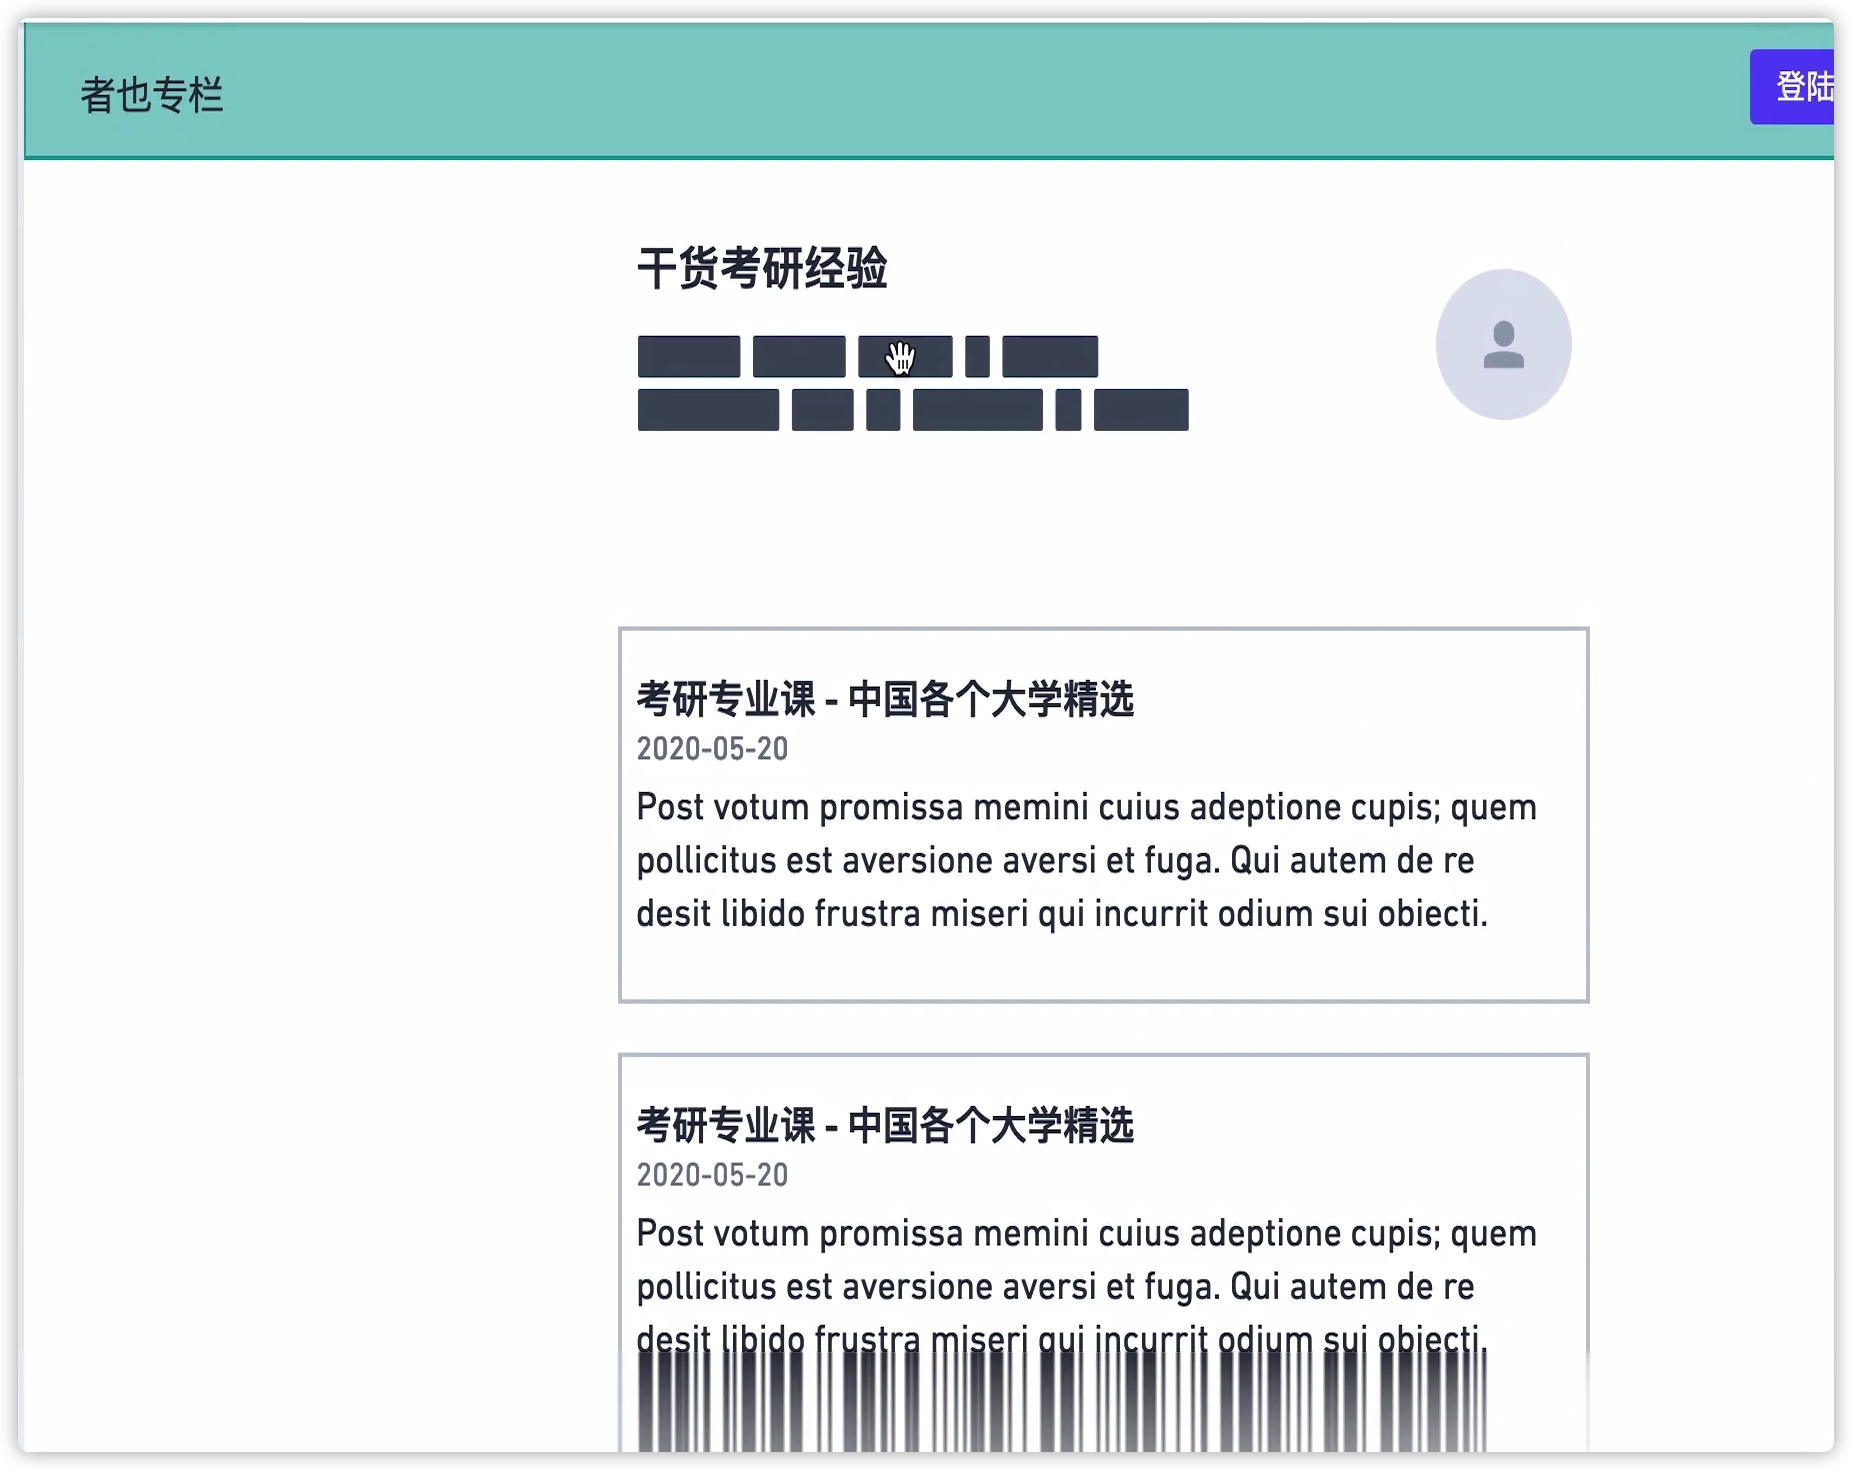 者也专栏
登陆
干货考研经验
考研专业课 - 中国各个大学精选
2020-05-20
Post votum promissa memini cuius adeptione cupis; quem
pollicitus est aversione aversi et fuga. Qui autem de re
desit libido frustra miseri qui incurrit odium sui obiecti.
考研专业课 - 中国各个大学精选
2020-05-20
Post votum promissa memini cuius adeptione cupis; quem
pollicitus est aversione aversi et fuga. Qui autem de re
desit libido frustra miseri qui incurrit odium sui obiecti.